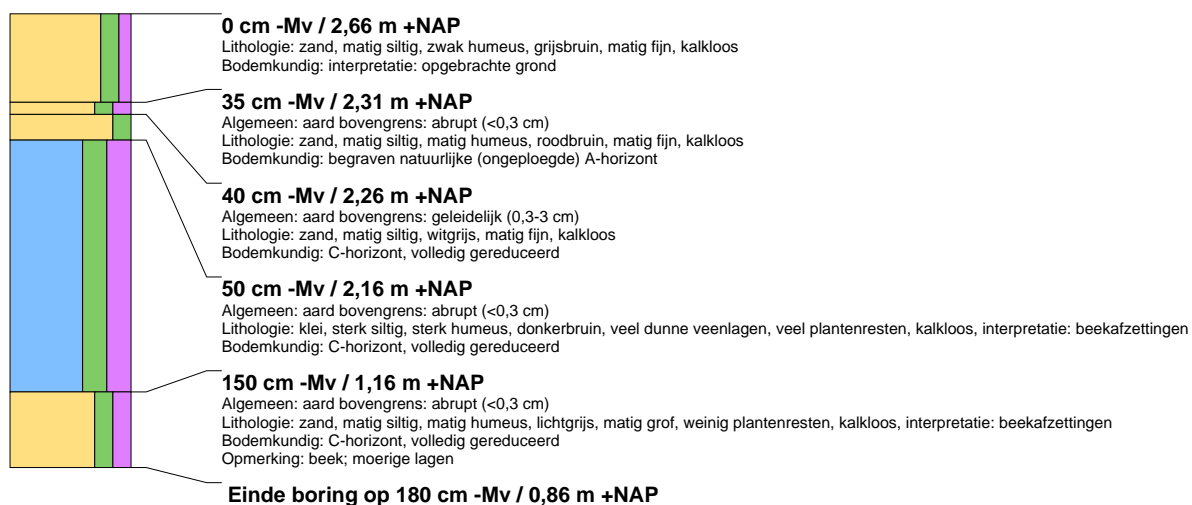 0 cm -Mv / 2,66 m +NAP
Lithologie: zand, matig siltig, zwak humeus, grijsbruin, matig fijn, kalkloos
Bodemkundig: interpretatie: opgebrachte grond
35 cm -Mv / 2,31 m +NAP
Algemeen: aard bovengrens: abrupt (<0,3 cm)
Lithologie: zand, matig siltig, matig humeus, roodbruin, matig fijn, kalkloos
Bodemkundig: begraven natuurlijke (ongeploegde) A-horizont
40 cm -Mv / 2,26 m +NAP
Algemeen: aard bovengrens: geleidelijk (0,3-3 cm)
Lithologie: zand, matig siltig, witgrijs, matig fijn, kalkloos
Bodemkundig: C-horizont, volledig gereduceerd
50 cm -Mv / 2,16 m +NAP
Algemeen: aard bovengrens: abrupt (<0,3 cm)
Lithologie: klei, sterk siltig, sterk humeus, donkerbruin, veel dunne veenlagen, veel plantenresten, kalkloos, interpretatie: beekafzettingen
Bodemkundig: C-horizont, volledig gereduceerd
150 cm -Mv / 1,16 m +NAP
Algemeen: aard bovengrens: abrupt (<0,3 cm)
Lithologie: zand, matig siltig, matig humeus, lichtgrijs, matig grof, weinig plantenresten, kalkloos, interpretatie: beekafzettingen
Bodemkundig: C-horizont, volledig gereduceerd
Opmerking: beek; moerige lagen
Einde boring op 180 cm -Mv / 0,86 m +NAP